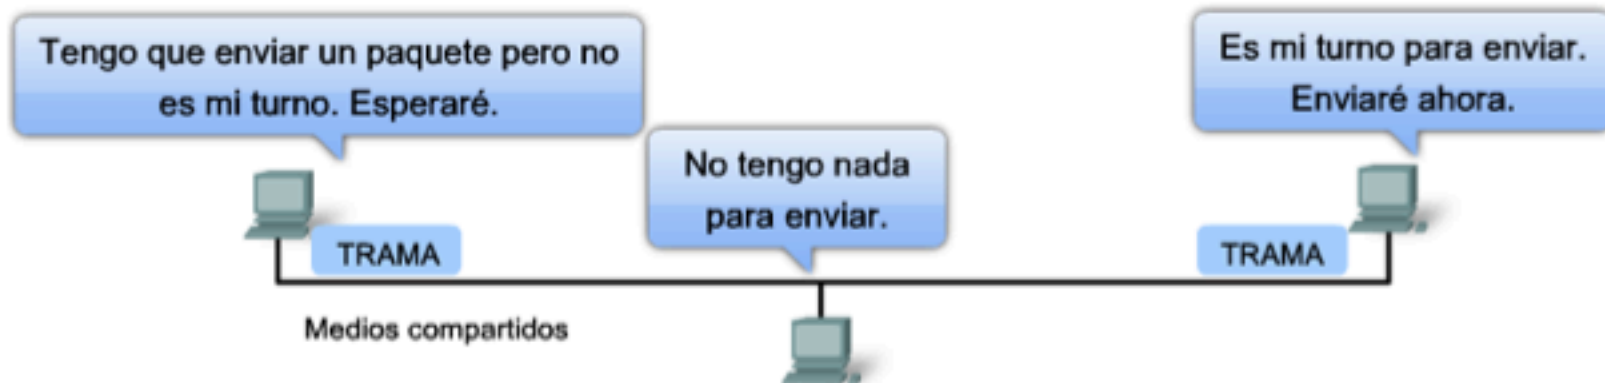 Tengo que enviar un paquete pero no
es mi turno. Esperaré.
No tengo nada
para enviar.
Es mi turno para enviar.
Enviaré ahora.
TRAMA
TRAMA
Medios compartidos